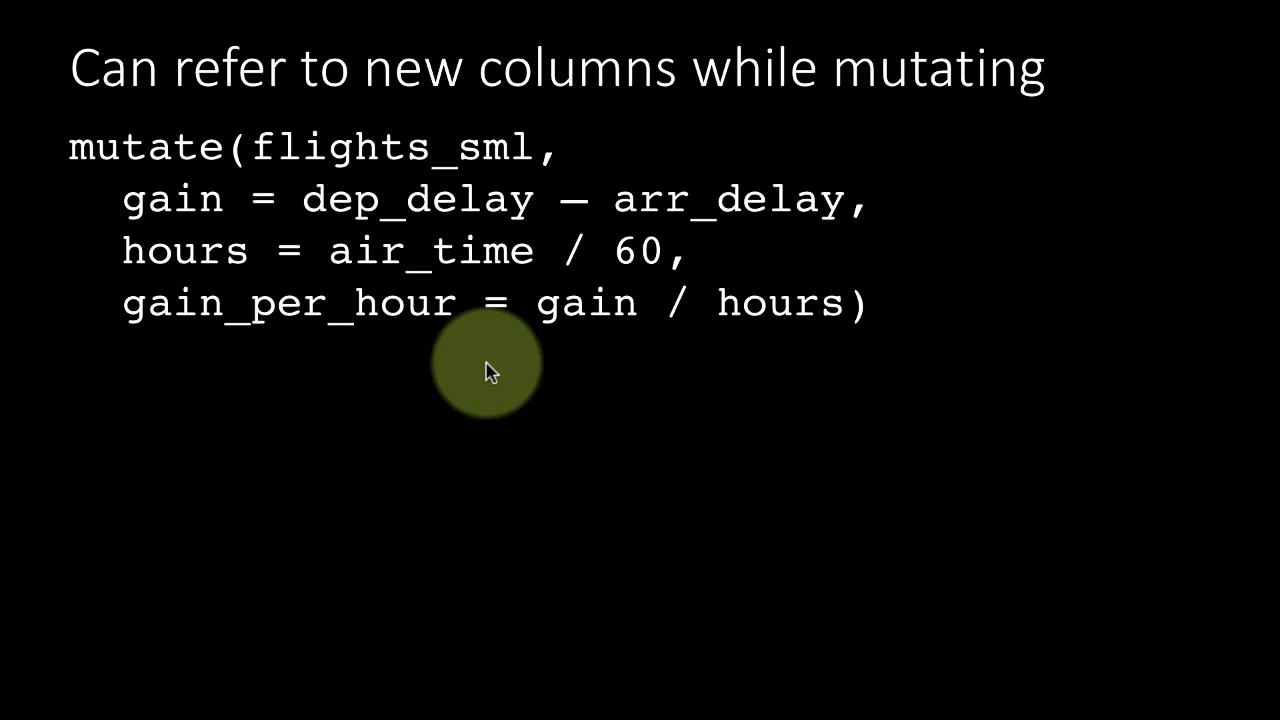 Can refer to new columns while mutating
mutate(flights_sml,
gain = dep_delay – arr_delay,
hours = air_time / 60,
gain_per_hour = gain / hours)